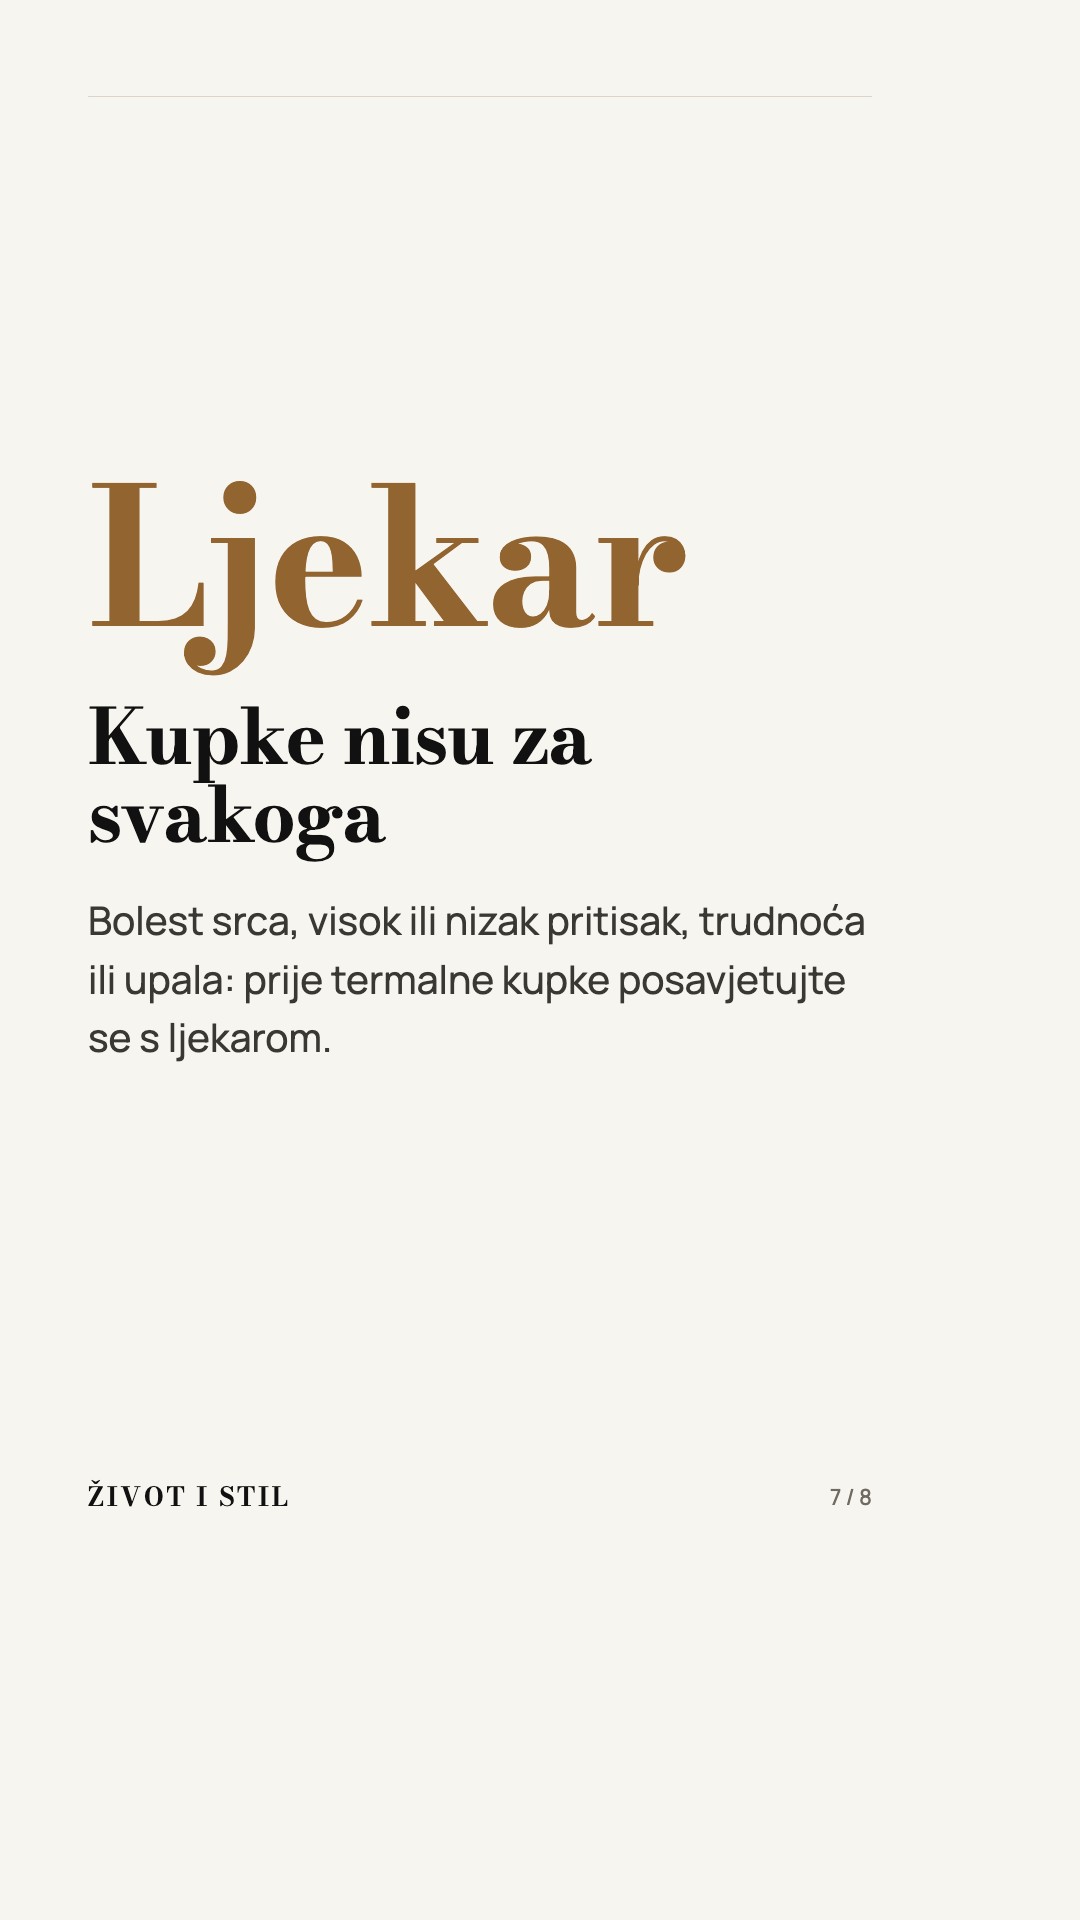 Ljekar
Kupke nisu za
svakoga
Bolest srca, visok ili nizak pritisak, trudnoća
ili upala: prije termalne kupke posavjetujte
se s ljekarom.
ŽIVOT I STIL
7 / 8